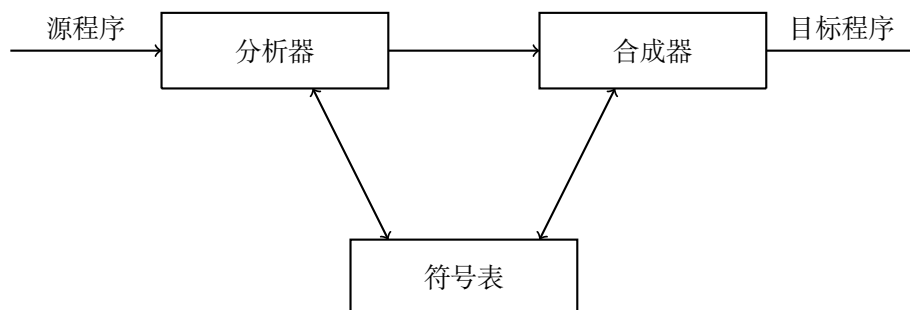 源程序
分析器
合成器
目标程序
符号表